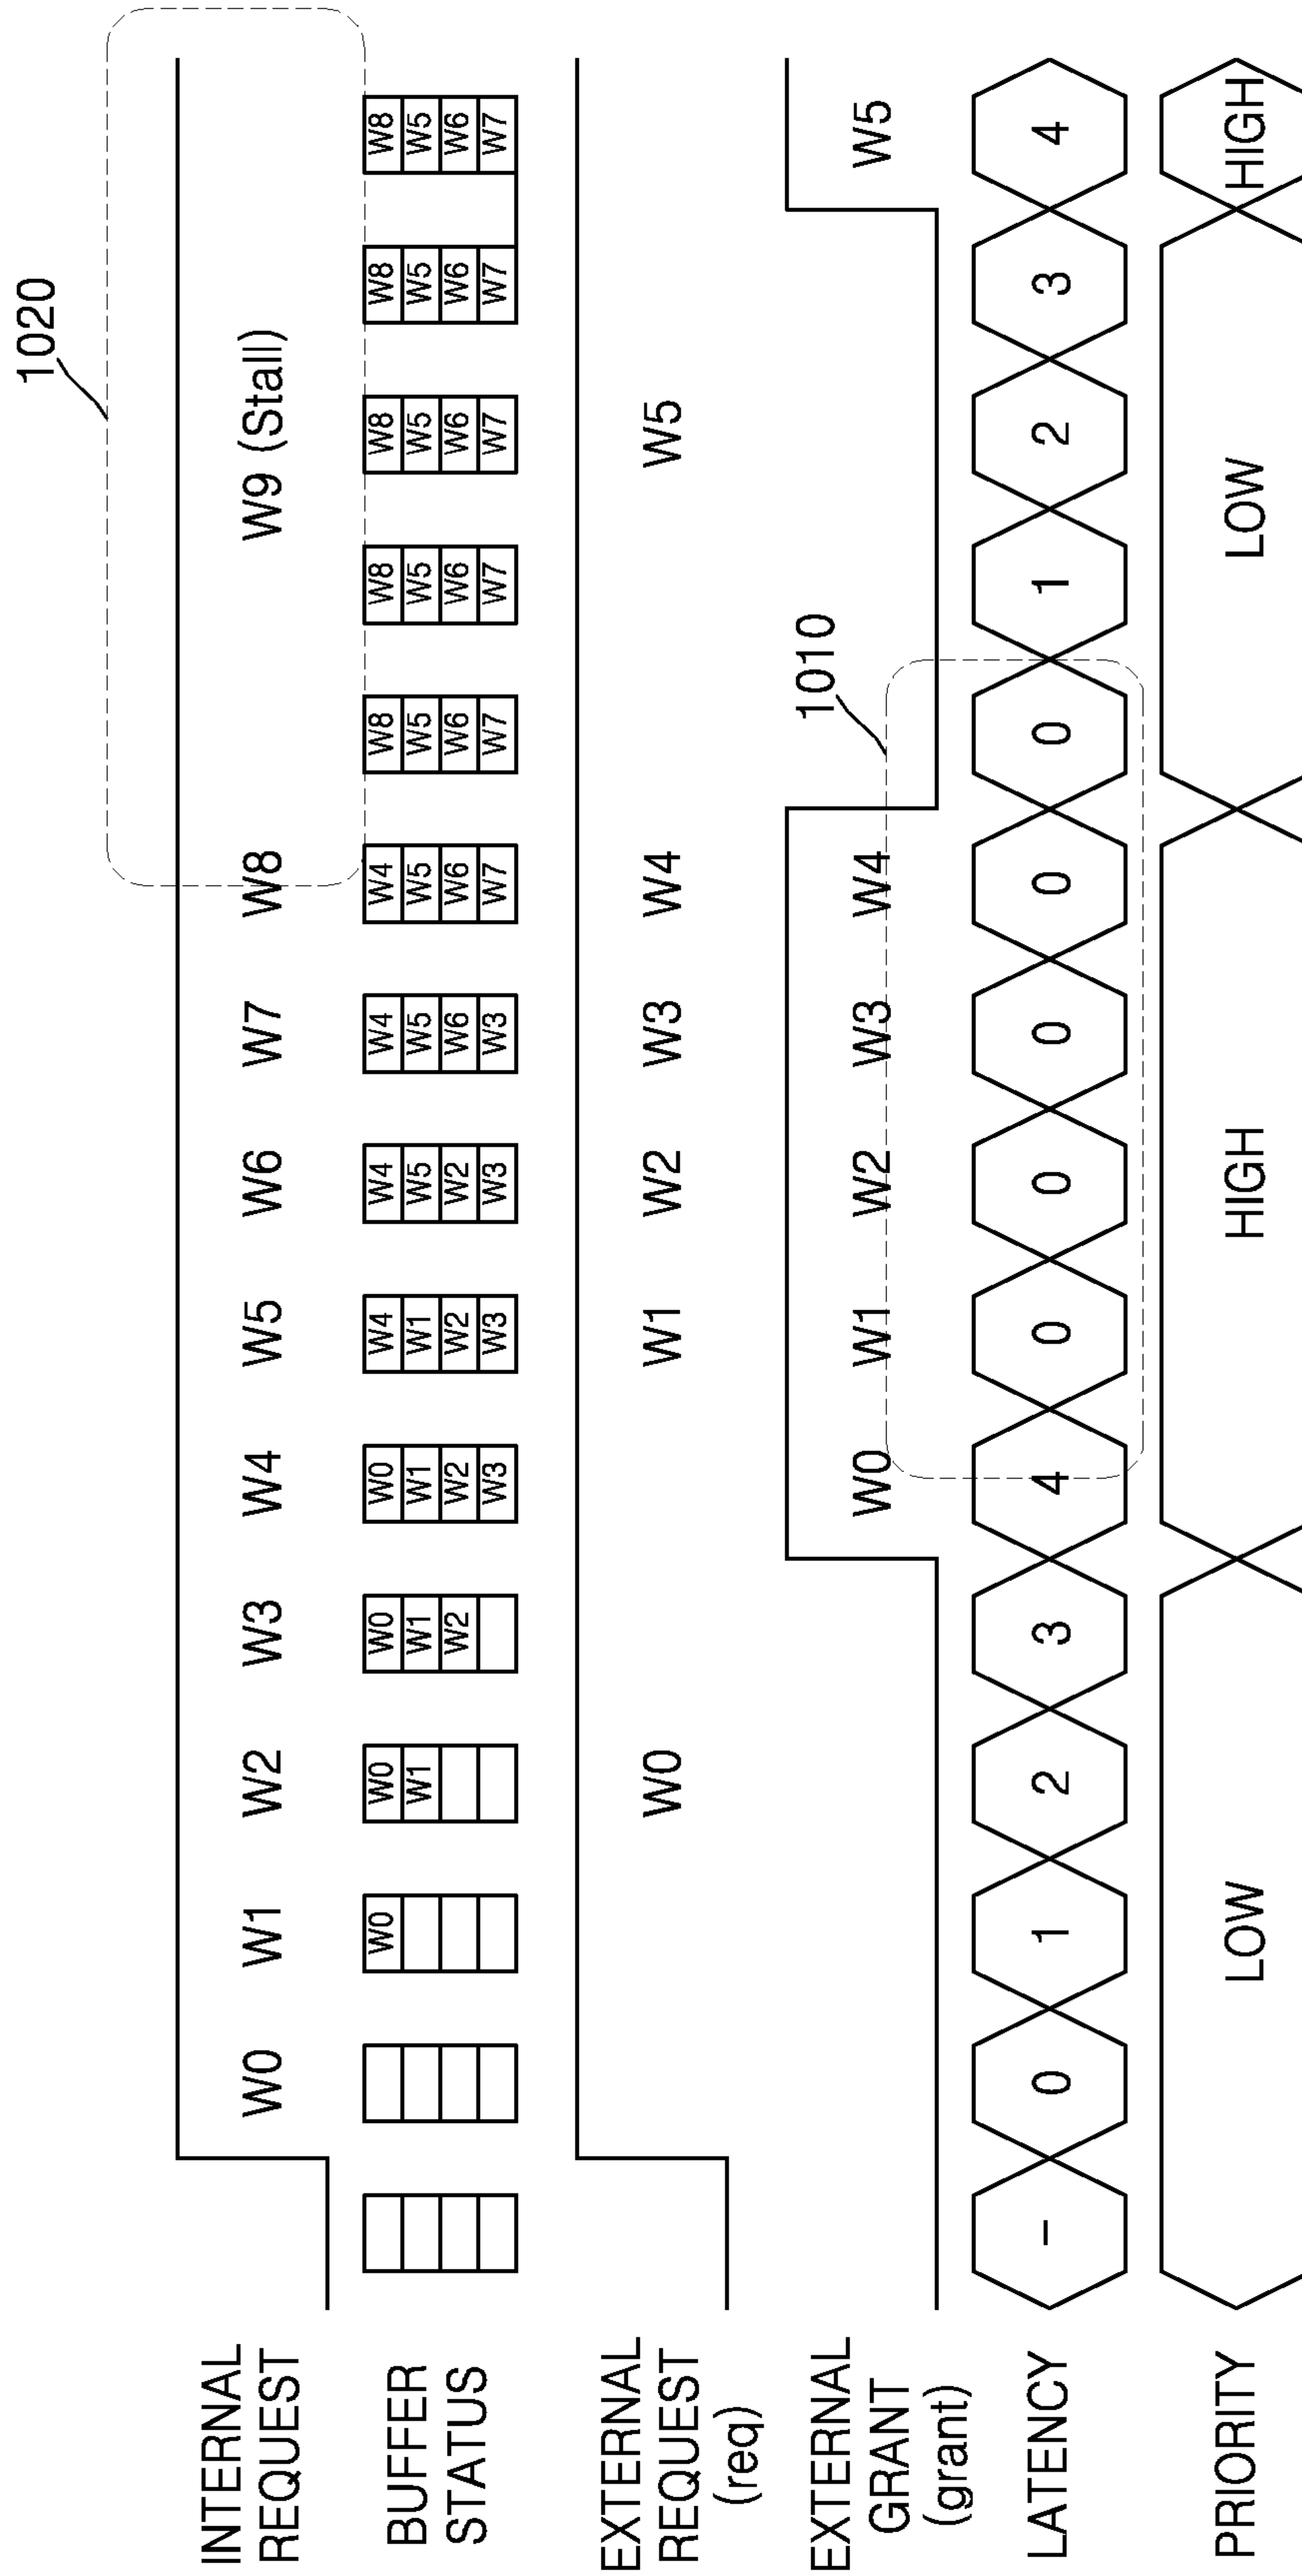 1020
INTERNAL REQUEST
W0 W1 W2 W3 W4 W5 W6 W7 W8 W9 (Stall)
BUFFER STATUS
W0
W0 W1
W0 W1 W2
W0 W1 W2 W3
W4 W1 W2 W3
W4 W5 W2 W3
W4 W5 W6 W3
W4 W5 W6 W7
W8 W5 W6 W7
W8 W5 W6 W7
W8 W5 W6 W7
W8 W5 W6 W7
W8 W5 W6 W7
EXTERNAL REQUEST (req)
W0 W1 W2 W3 W4 W5
1010
EXTERNAL GRANT (grant)
W0 W1 W2 W3 W4 W5
LATENCY
- 0 1 2 3 4 0 0 0 0 0 1 2 3 4
PRIORITY
LOW HIGH LOW HIGH